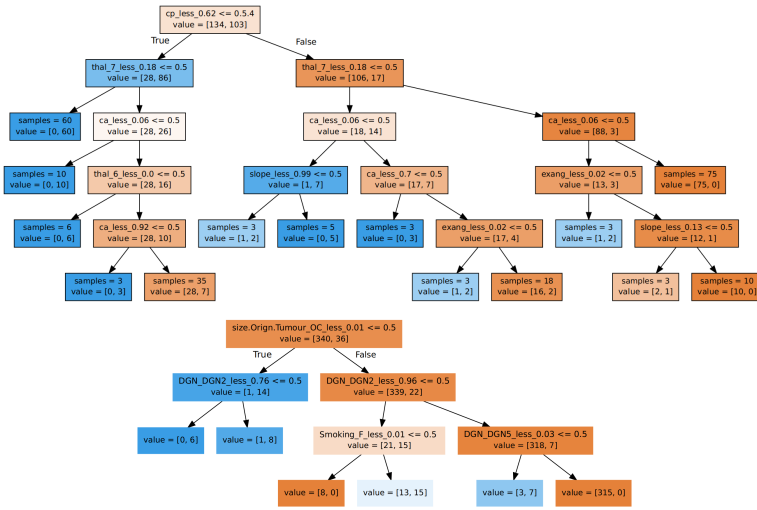 cp_less_0.62 <= 0.5.4
value = [134, 103]
True
False
thal_7_less_0.18 <= 0.5
value = [28, 86]
thal_7_less_0.18 <= 0.5
value = [106, 17]
samples = 60
value = [0, 60]
ca_less_0.06 <= 0.5
value = [28, 26]
ca_less_0.06 <= 0.5
value = [18, 14]
ca_less_0.06 <= 0.5
value = [88, 3]
samples = 10
value = [0, 10]
thal_6_less_0.0 <= 0.5
value = [28, 16]
slope_less_0.99 <= 0.5
value = [1, 7]
ca_less_0.7 <= 0.5
value = [17, 7]
exang_less_0.02 <= 0.5
value = [13, 3]
samples = 75
value = [75, 0]
samples = 6
value = [0, 6]
ca_less_0.92 <= 0.5
value = [28, 10]
samples = 3
value = [1, 2]
samples = 5
value = [0, 5]
samples = 3
value = [0, 3]
exang_less_0.02 <= 0.5
value = [17, 4]
samples = 3
value = [1, 2]
slope_less_0.13 <= 0.5
value = [12, 1]
samples = 3
value = [0, 3]
samples = 35
value = [28, 7]
samples = 3
value = [1, 2]
samples = 18
value = [16, 2]
samples = 3
value = [2, 1]
samples = 10
value = [10, 0]
size.Orign.Tumour_OC_less_0.01 <= 0.5
value = [340, 36]
True
False
DGN_DGN2_less_0.76 <= 0.5
value = [1, 14]
DGN_DGN2_less_0.96 <= 0.5
value = [339, 22]
value = [0, 6]
value = [1, 8]
Smoking_F_less_0.01 <= 0.5
value = [21, 15]
DGN_DGN5_less_0.03 <= 0.5
value = [318, 7]
value = [8, 0]
value = [13, 15]
value = [3, 7]
value = [315, 0]